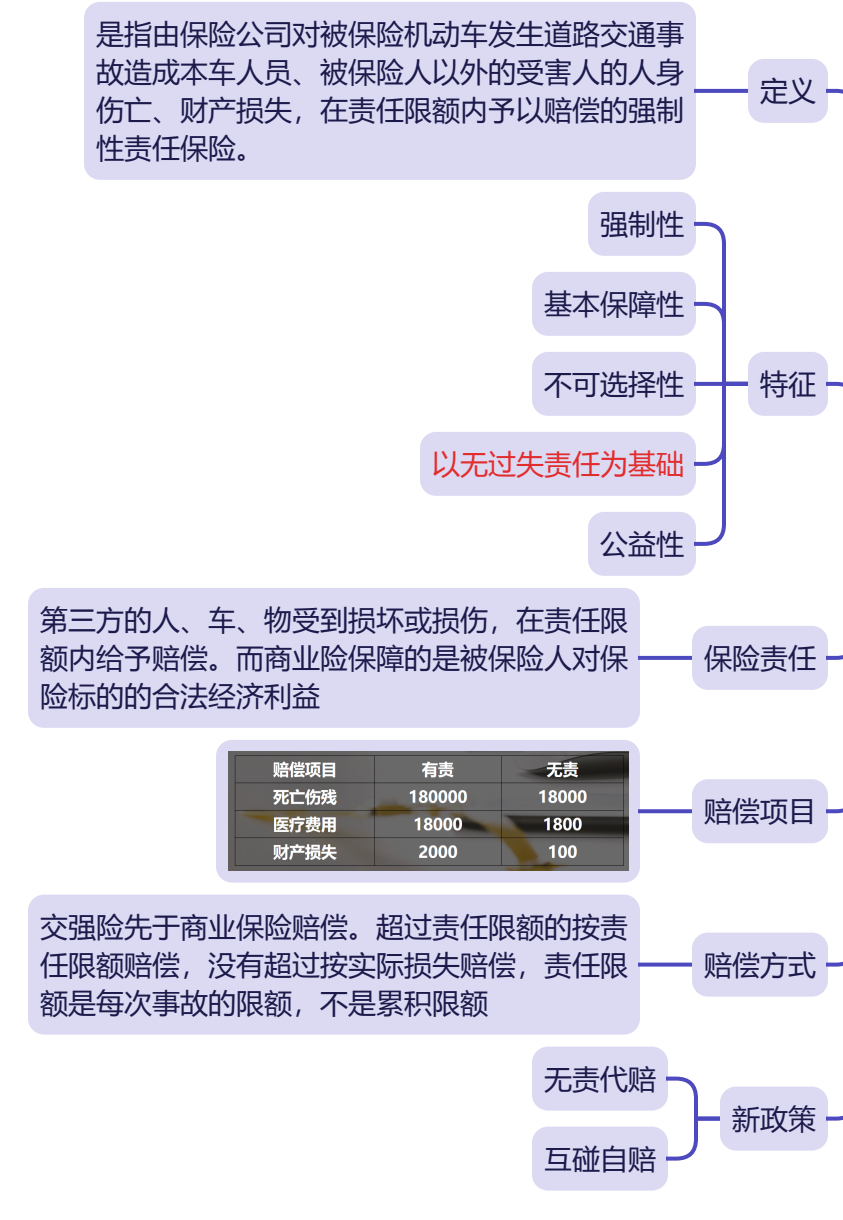 是指由保险公司对被保险机动车发生道路交通事
故造成本车人员、被保险人以外的受害人的人身
伤亡、财产损失，在责任限额内予以赔偿的强制
性责任保险。
定义
强制性
基本保障性
不可选择性
以无过失责任为基础
公益性
特征
第三方的人、车、物受到损坏或损伤，在责任限
额内给予赔偿。而商业险保障的是被保险人对保
险标的的合法经济利益
保险责任
赔偿项目 有责 无责
死亡伤残 180000 18000
医疗费用 18000 1800
财产损失 2000 100
赔偿项目
交强险先于商业保险赔偿。超过责任限额的按责
任限额赔偿，没有超过按实际损失赔偿，责任限
额是每次事故的限额，不是累积限额
赔偿方式
无责代赔
互碰自赔
新政策